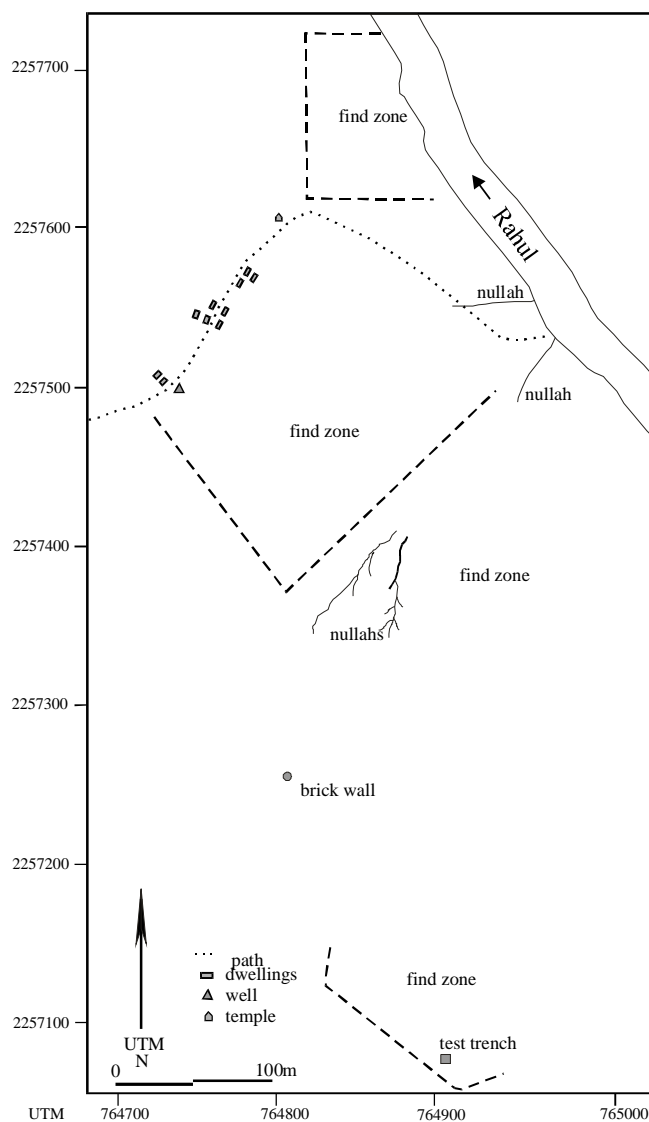 2257700
find zone
2257600
Rahul
nullah
2257500
nullah
find zone
2257400
find zone
nullahs
2257300
brick wall
2257200
path
dwellings
find zone
well
temple
2257100
test trench
UTM
N
0
100m
UTM
764700
764800
764900
765000